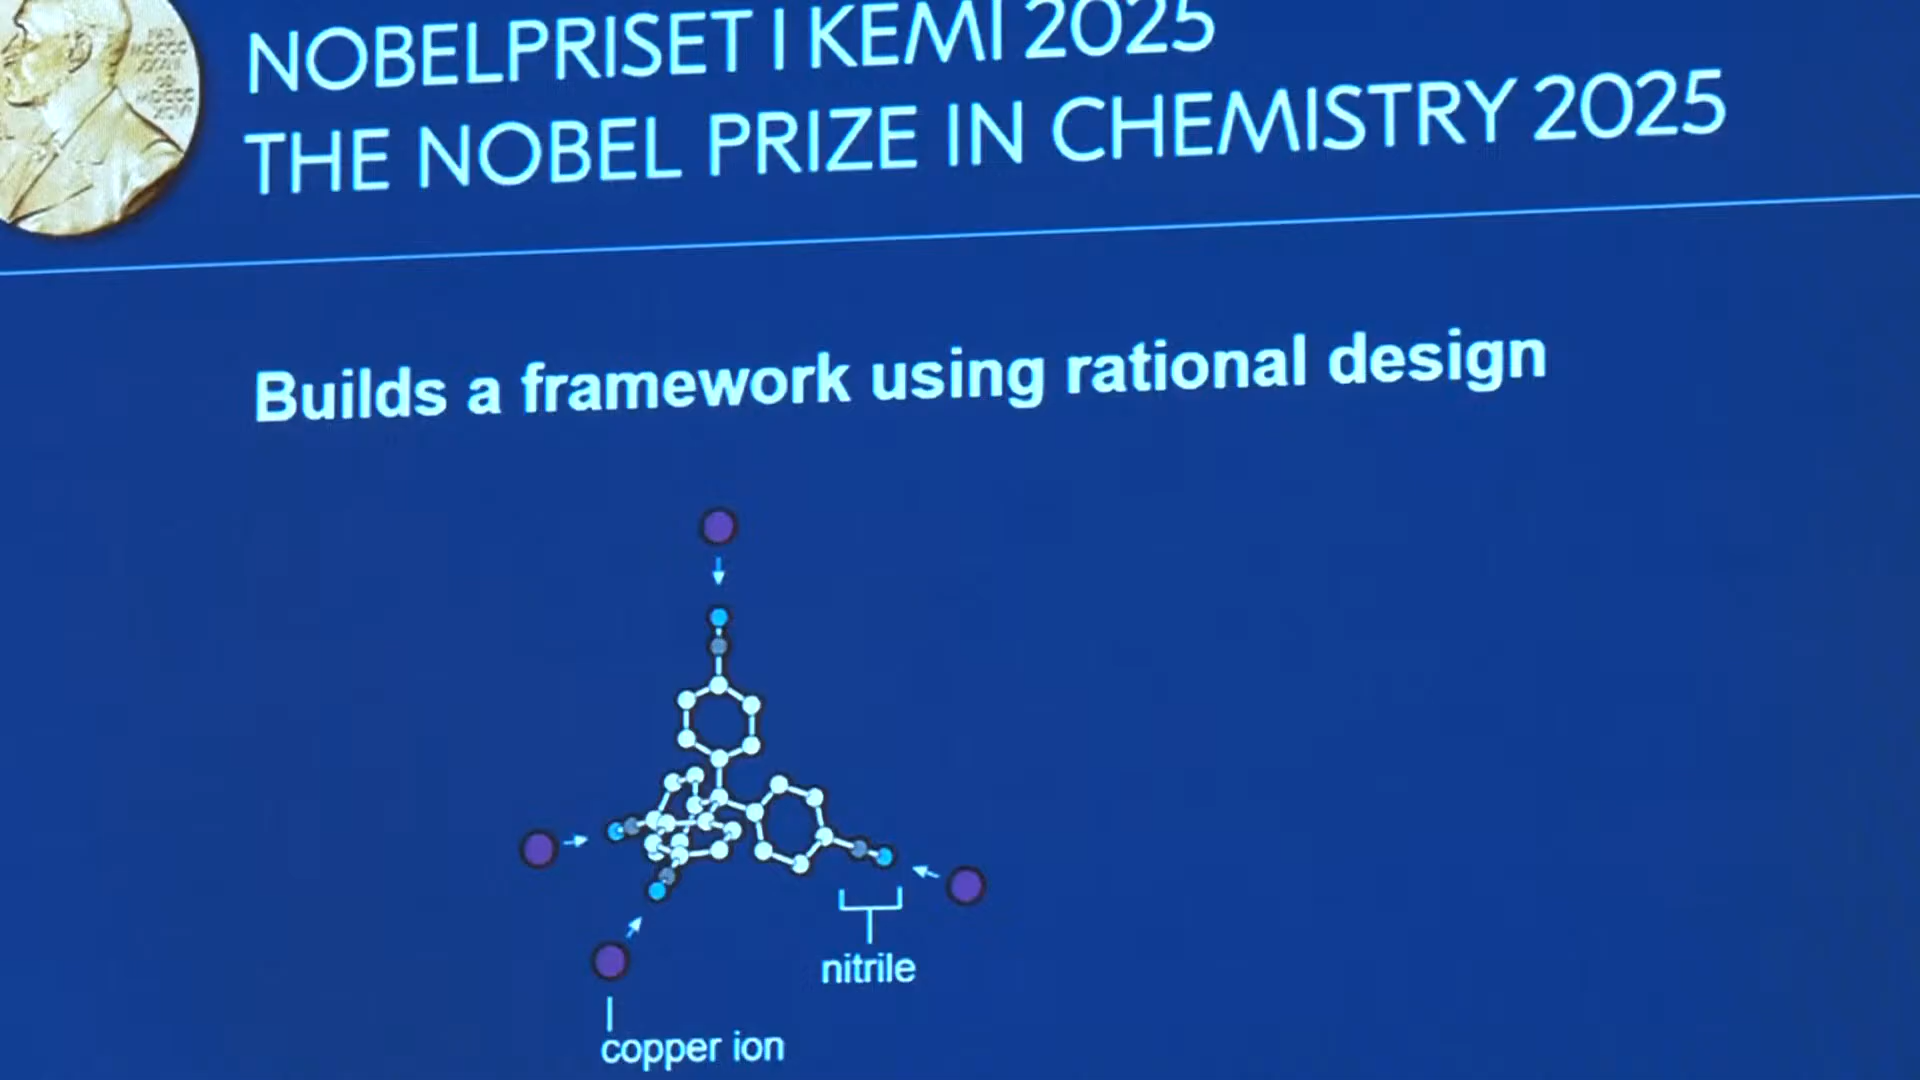 NOBELPRISET I KEMI 2025
THE NOBEL PRIZE IN CHEMISTRY 2025
Builds a framework using rational design
nitrile
copper ion